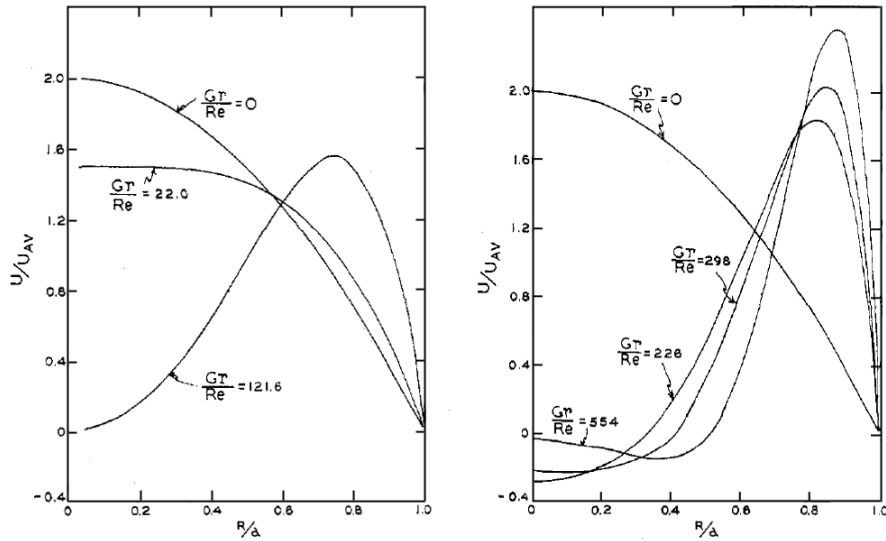 2.0
1.6
1.2
0.8
0.4
0
-0.4
U/U_AV
Gr/Re = 0
Gr/Re = 22.0
Gr/Re = 121.6
0 0.2 0.4 0.6 0.8 1.0
R/a
2.0
1.6
1.2
0.8
0.4
0
-0.4
U/U_AV
Gr/Re = 0
Gr/Re = 298
Gr/Re = 226
Gr/Re = 554
0 0.2 0.4 0.6 0.8 1.0
R/a